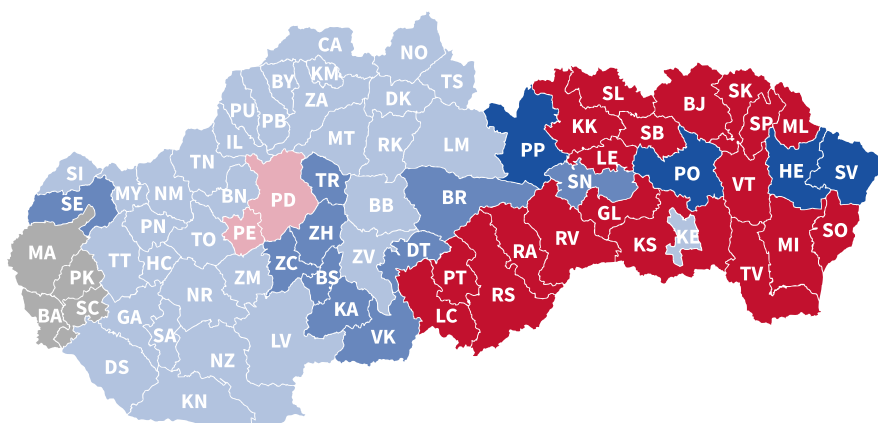 CA
NO
BY
KM
TS
ZA
DK
SL
SK
PU
PB
BJ
SP
ML
IL
MT
RK
LM
KK
SB
PP
LE
TN
SI
TR
SN
PO
VT
HE
SV
MY
NM
BN
PD
BR
SE
BB
GL
PN
PE
ZH
TO
DT
RA
RV
KS
KE
MI
SO
MA
TT
HC
ZC
ZV
PK
ZM
BS
PT
TV
NR
RS
BA
SC
GA
KA
LC
SA
LV
VK
NZ
DS
KN